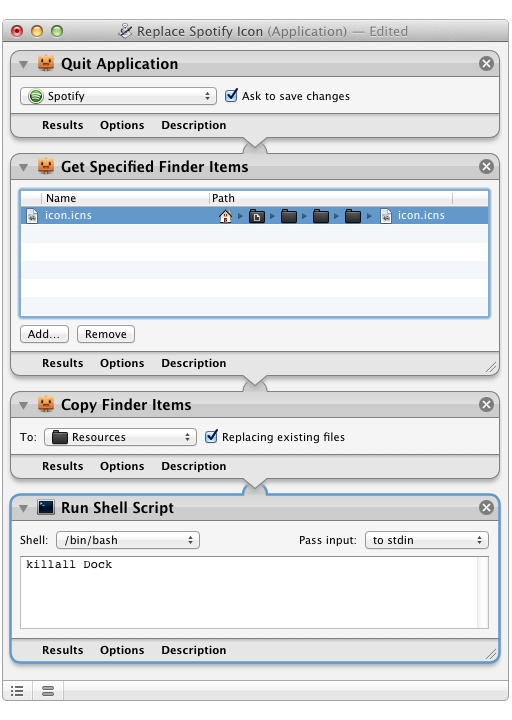 Replace Spotify Icon (Application) — Edited
Quit Application
Spotify Ask to save changes
Results Options Description
Get Specified Finder Items
Name Path
icon.icns icon.icns
Add... Remove
Results Options Description
Copy Finder Items
To: Resources Replacing existing files
Results Options Description
Run Shell Script
Shell: /bin/bash Pass input: to stdin
killall Dock
Results Options Description